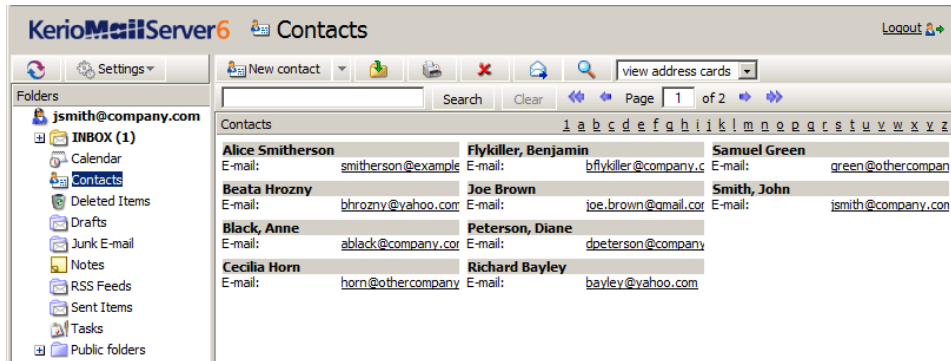 KerioMailServer6 Contacts Logout
Settings New contact view address cards
Folders Search Clear Page 1 of 2
jsmith@company.com Contacts 1 a b c d e f g h i j k l m n o p q r s t u v w x y z
INBOX (1)
Calendar
Contacts
Deleted Items
Drafts
Junk E-mail
Notes
RSS Feeds
Sent Items
Tasks
Public folders
Alice Smitherson Flykiller, Benjamin Samuel Green
E-mail: smitherson@example E-mail: bflykiller@company.c E-mail: green@othercompan
Beata Hrozny Joe Brown Smith, John
E-mail: bhrozny@yahoo.com E-mail: joe.brown@gmail.com E-mail: jsmith@company.com
Black, Anne Peterson, Diane
E-mail: ablack@company.cor E-mail: dpeterson@company
Cecilia Horn Richard Bayley
E-mail: horn@othercompany E-mail: bayley@yahoo.com